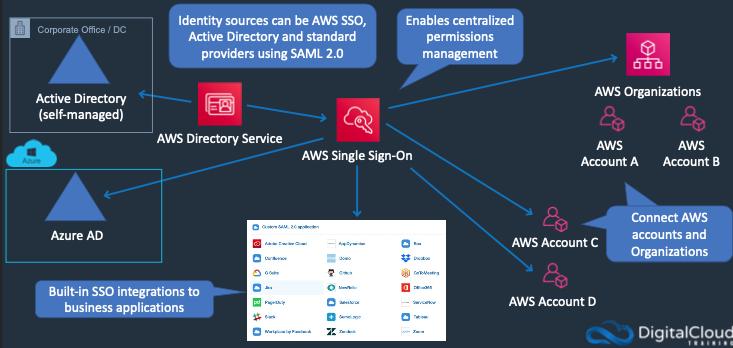 Corporate Office / DC
Active Directory
(self-managed)
Identity sources can be AWS SSO,
Active Directory and standard
providers using SAML 2.0
Enables centralized
permissions
management
AWS Organizations
AWS
Account A
AWS
Account B
AWS Directory Service
AWS Single Sign-On
Azure
Azure AD
Connect AWS
accounts and
Organizations
AWS Account C
AWS Account D
Built-in SSO integrations to
business applications
Custom SAML 2.0 application
Adobe Creative Cloud
AppDynamics
Box
Confluence
Domo
Dropbox
G Suite
Github
GoToMeeting
Jira
NewRelic
Office365
PagerDuty
Salesforce
ServiceNow
Slack
SumoLogic
Tableau
Workplace by Facebook
Zendesk
Zoom
DigitalCloud
TRAINING